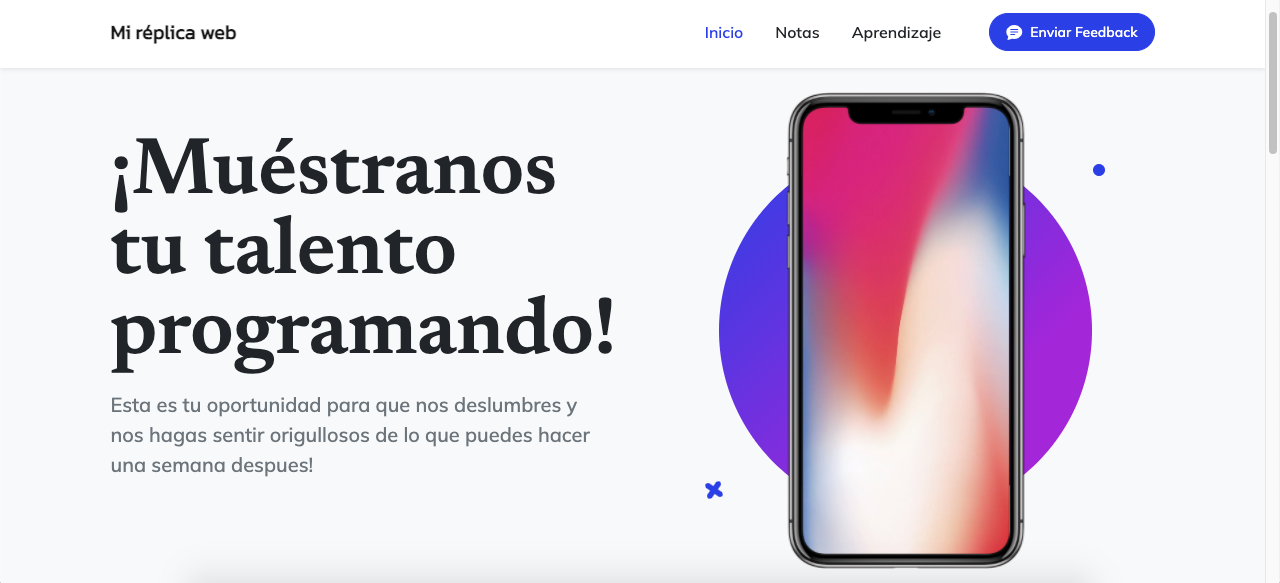 Mi réplica web
Inicio
Notas
Aprendizaje
Enviar Feedback
¡Muéstranos
tu talento
programando!
Esta es tu oportunidad para que nos deslumbres y
nos hagas sentir origullosos de lo que puedes hacer
una semana despues!